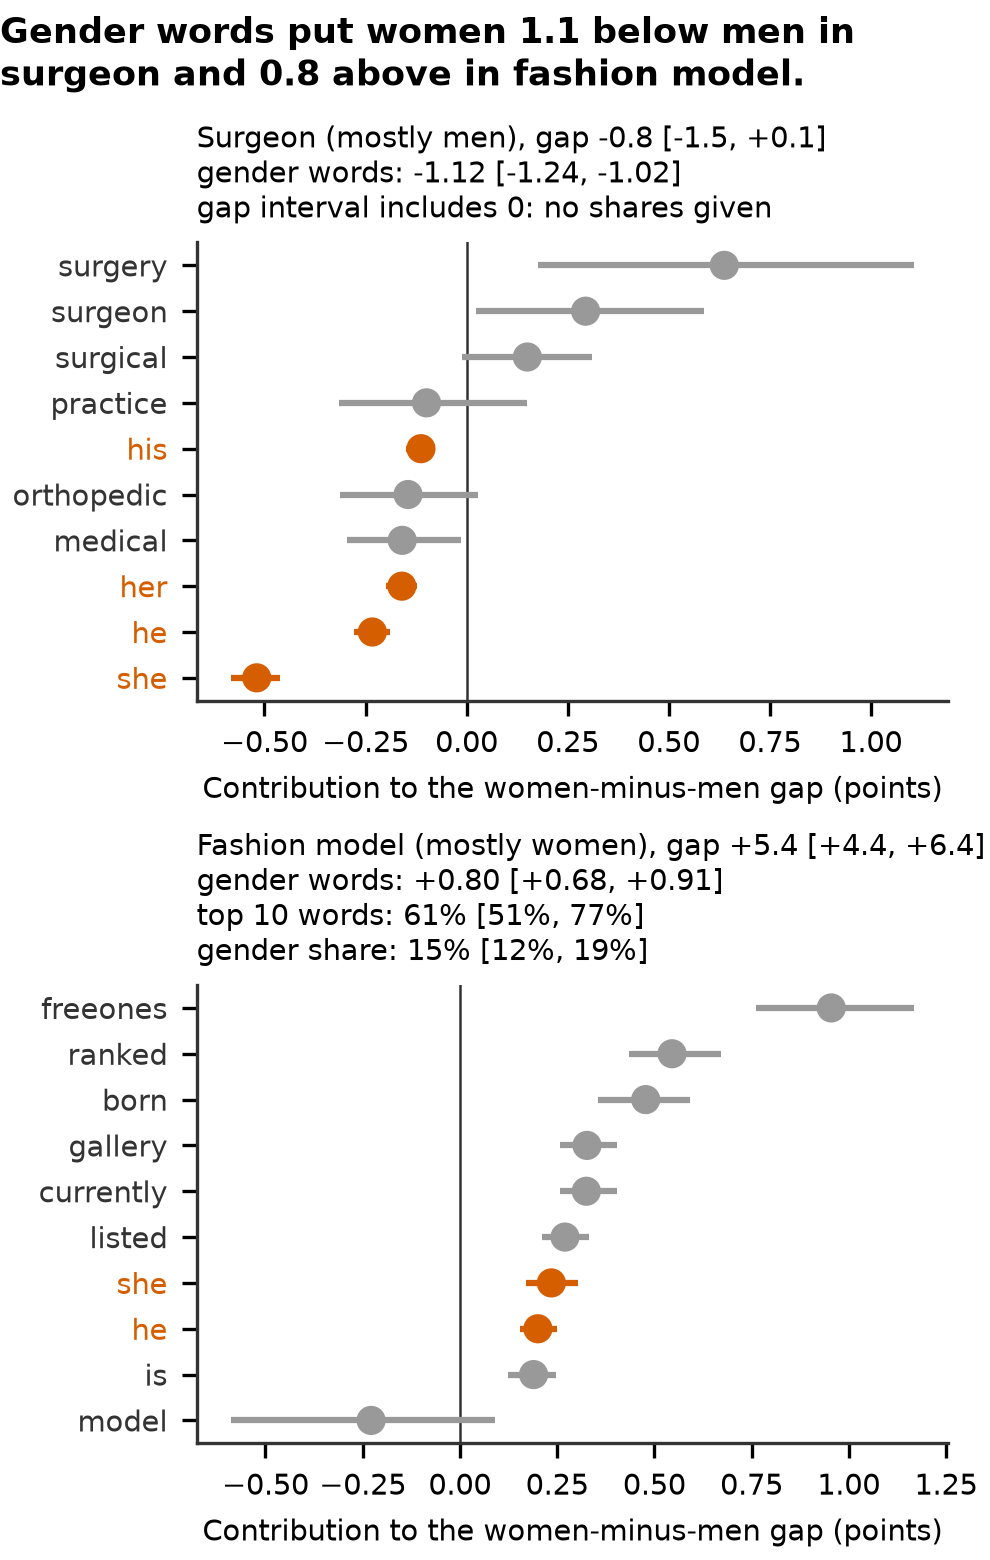 Gender words put women 1.1 below men in
surgeon and 0.8 above in fashion model.
Surgeon (mostly men), gap -0.8 [-1.5, +0.1]
gender words: -1.12 [-1.24, -1.02]
gap interval includes 0: no shares given
surgery
surgeon
surgical
practice
his
orthopedic
medical
her
he
she
−0.50 −0.25 0.00 0.25 0.50 0.75 1.00
Contribution to the women-minus-men gap (points)
Fashion model (mostly women), gap +5.4 [+4.4, +6.4]
gender words: +0.80 [+0.68, +0.91]
top 10 words: 61% [51%, 77%]
gender share: 15% [12%, 19%]
freeones
ranked
born
gallery
currently
listed
she
he
is
model
−0.50 −0.25 0.00 0.25 0.50 0.75 1.00 1.25
Contribution to the women-minus-men gap (points)